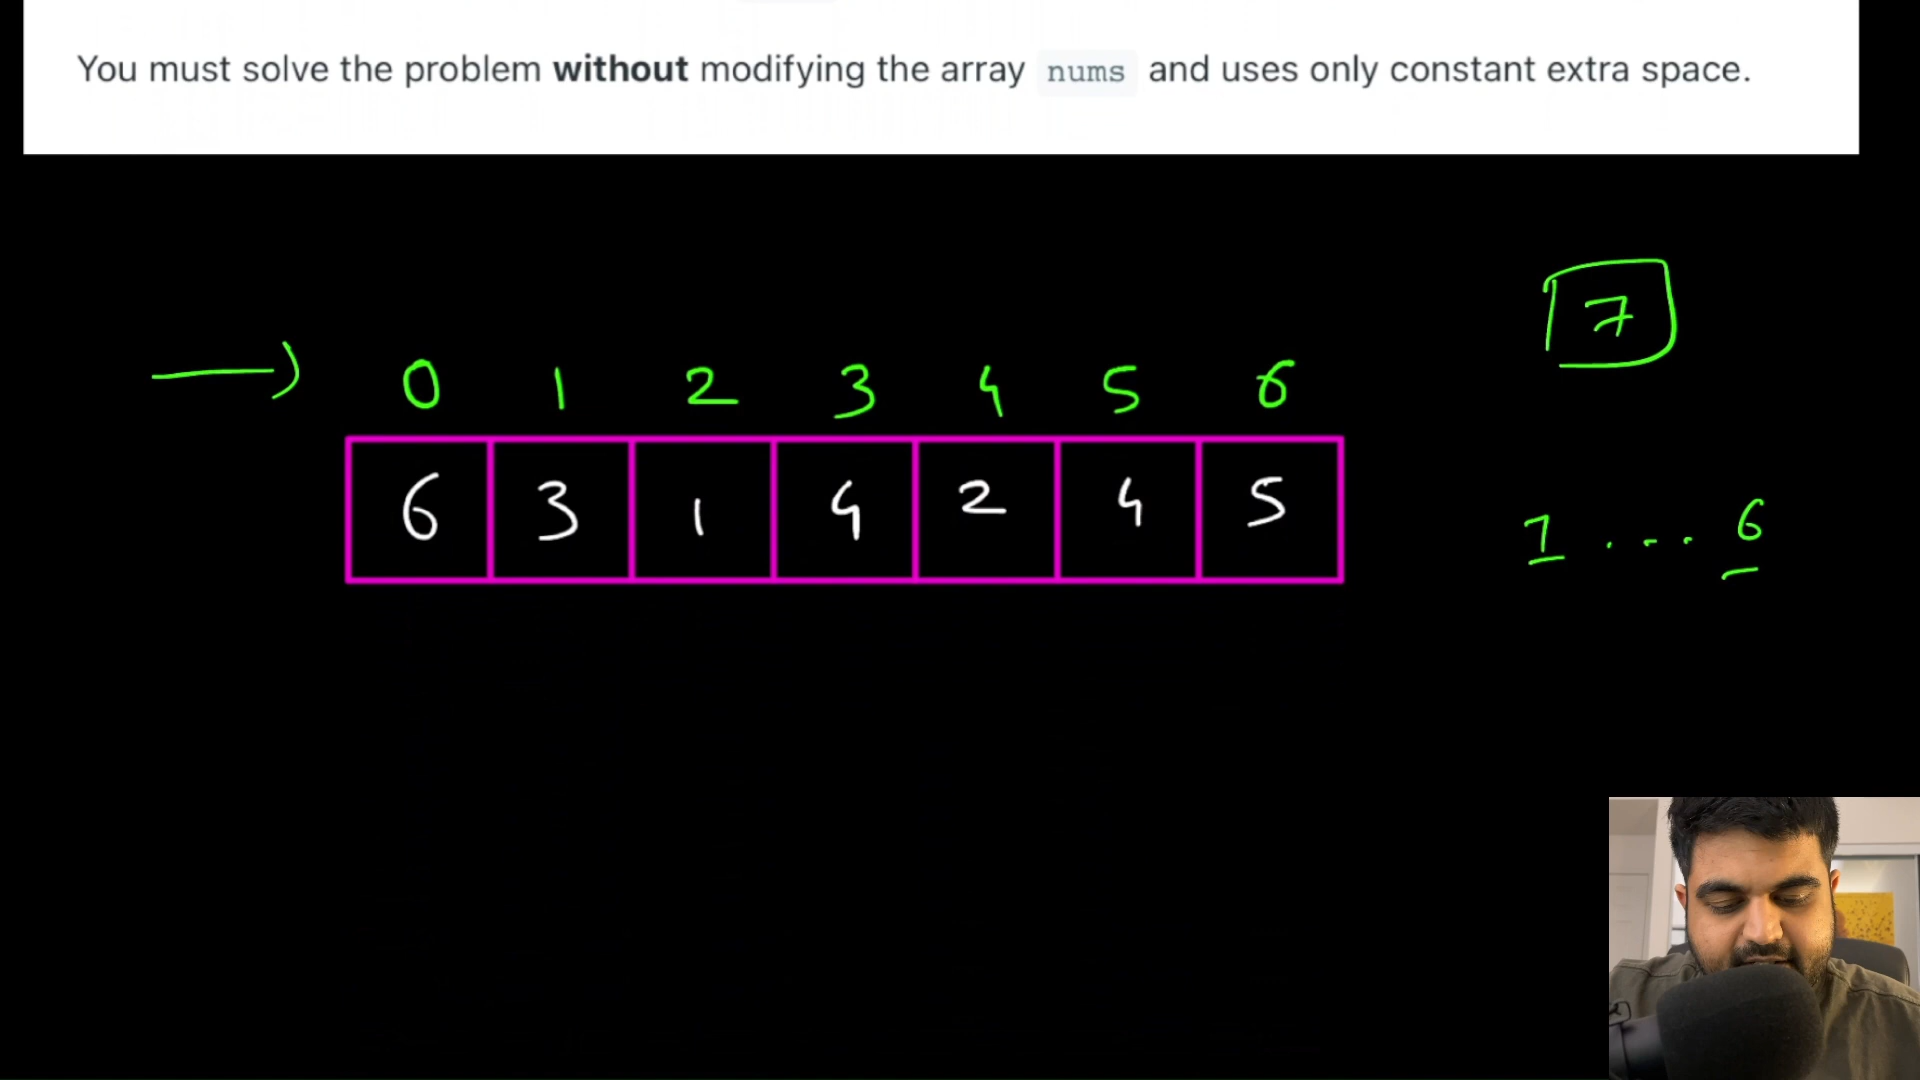 You must solve the problem without modifying the array nums and uses only constant extra space.
7
0 1 2 3 4 5 6
6 3 1 4 2 4 5
1 ... 6